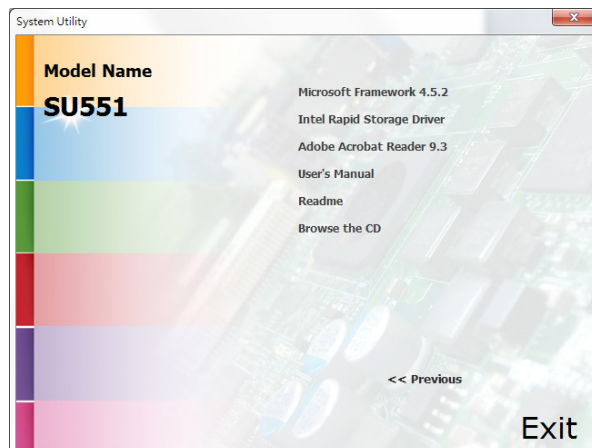 System Utility
Model Name
SU551
Microsoft Framework 4.5.2
Intel Rapid Storage Driver
Adobe Acrobat Reader 9.3
User's Manual
Readme
Browse the CD
<< Previous
Exit